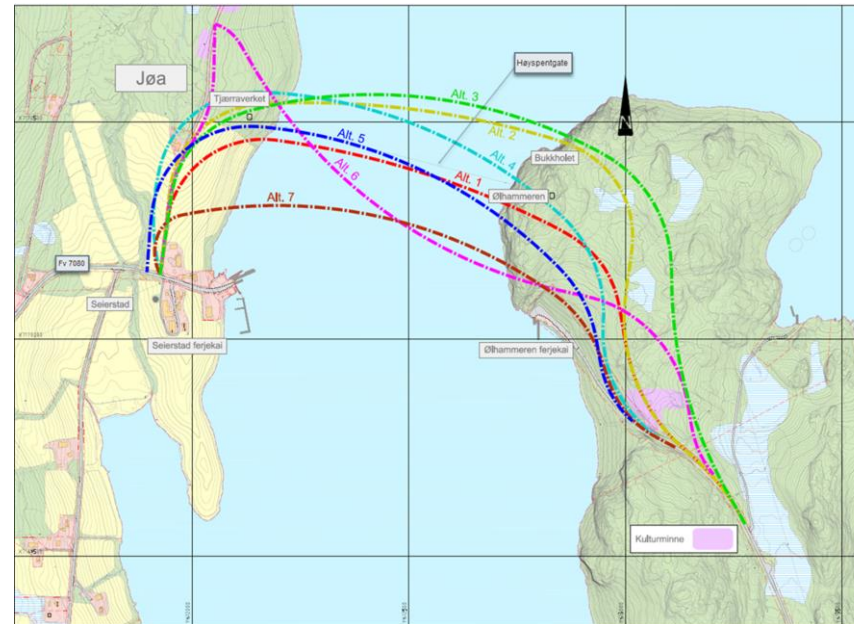 Høyspentgate
Jøa
Alt. 3
Tjærraverket
Alt. 2
N
Alt. 5
Alt. 4
Bukkholet
Alt. 6
Alt. 1
Ølhammeren
Alt. 7
Fv 7080
Seierstad
Seierstad ferjekai
Ølhammeren ferjekai
Kulturminne